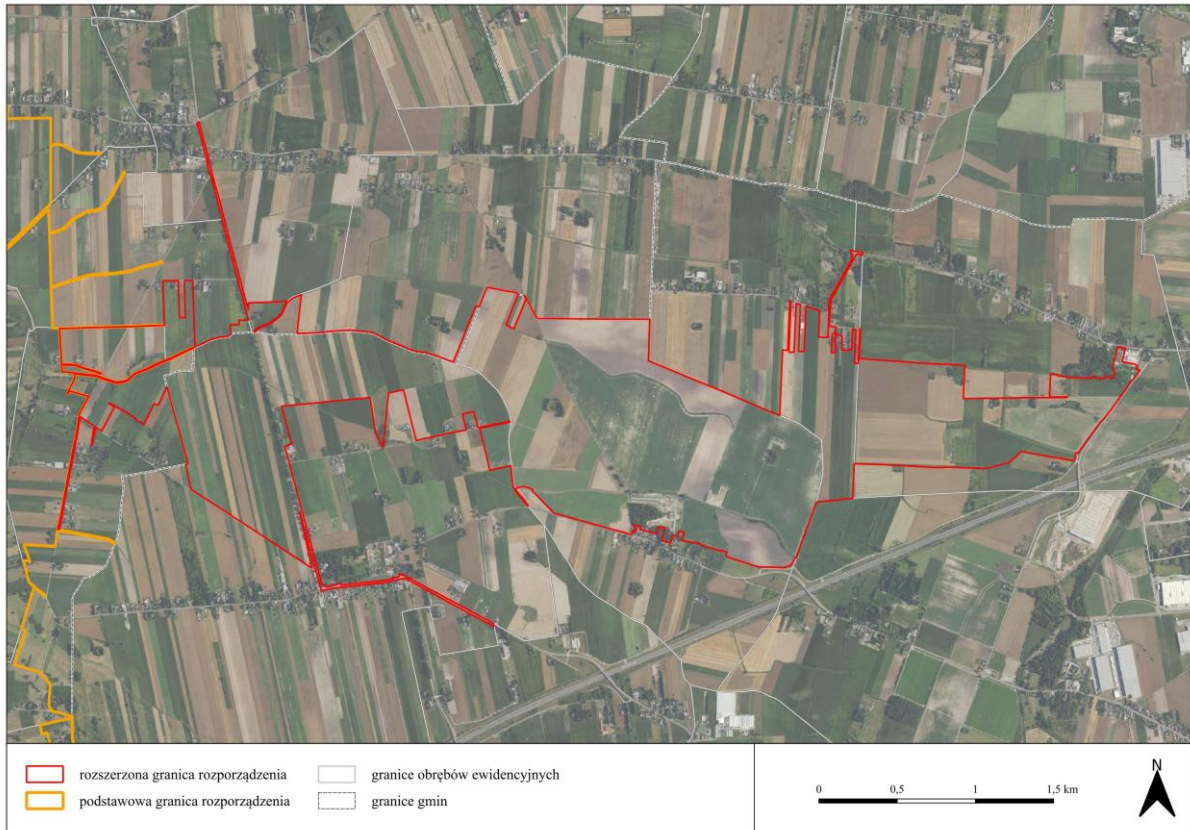 rozszerzona granica rozporządzenia
podstawowa granica rozporządzenia
granice obrębów ewidencyjnych
granice gmin
0 0,5 1 1,5 km
N